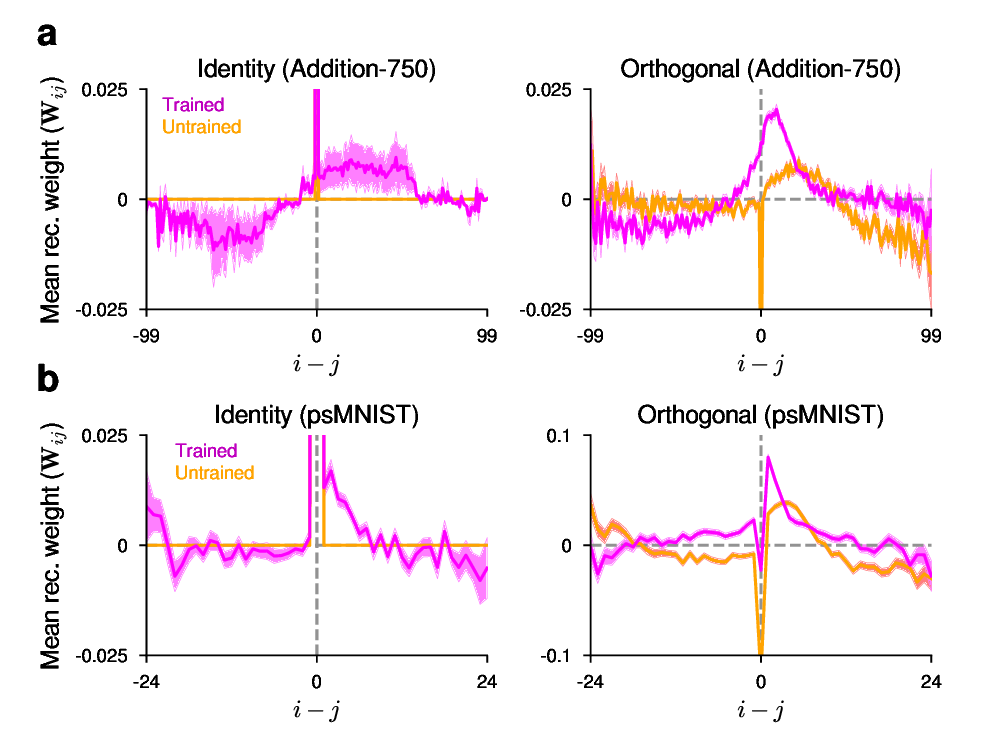 a
Identity (Addition-750)
Mean rec. weight (W_ij)
0.025
0
-0.025
Trained
Untrained
-99
0
99
i − j
Orthogonal (Addition-750)
0.025
0
-0.025
-99
0
99
i − j
b
Identity (psMNIST)
Mean rec. weight (W_ij)
0.025
0
-0.025
Trained
Untrained
-24
0
24
i − j
Orthogonal (psMNIST)
0.1
0
-0.1
-24
0
24
i − j